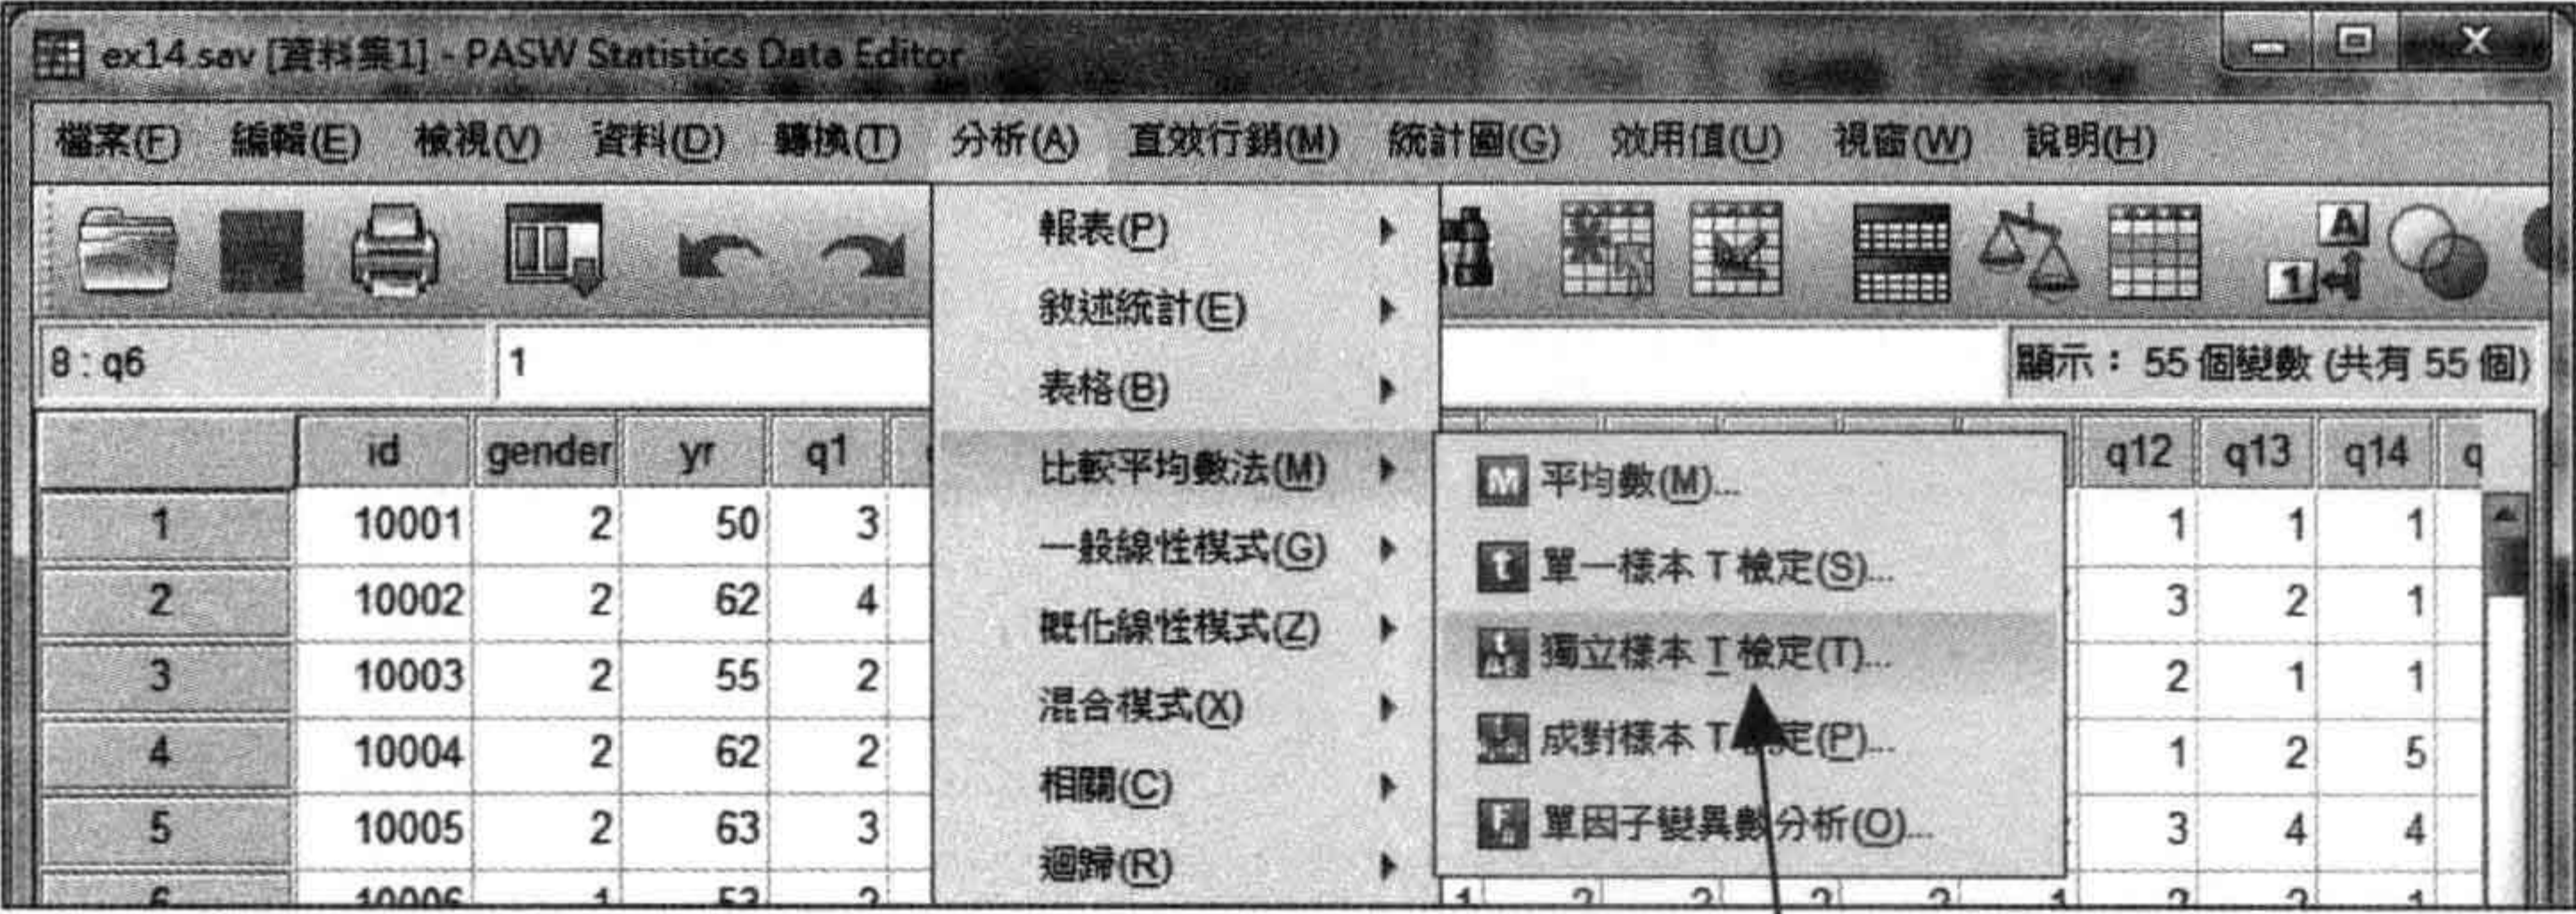 ex14.sav [資料集1] - PASW Statistics Data Editor
檔案(F) 編輯(E) 檢視(V) 資料(D) 轉換(T) 分析(A) 直效行銷(M) 統計圖(G) 效用值(U) 視窗(W) 說明(H)
報表(P)
敘述統計(E)
表格(B)
比較平均數法(M)
一般線性模式(G)
概化線性模式(Z)
混合模式(X)
相關(C)
迴歸(R)
平均數(M)...
單一樣本 T 檢定(S)...
獨立樣本 T 檢定(T)...
成對樣本 T 檢定(P)...
單因子變異數分析(O)...
8 : q6 1 顯示： 55 個變數 (共有 55 個)
id gender yr q1 q12 q13 q14 q
1 10001 2 50 3 1 1 1
2 10002 2 62 4 3 2 1
3 10003 2 55 2 2 1 1
4 10004 2 62 2 1 2 5
5 10005 2 63 3 3 4 4
6 10006 1 53 2